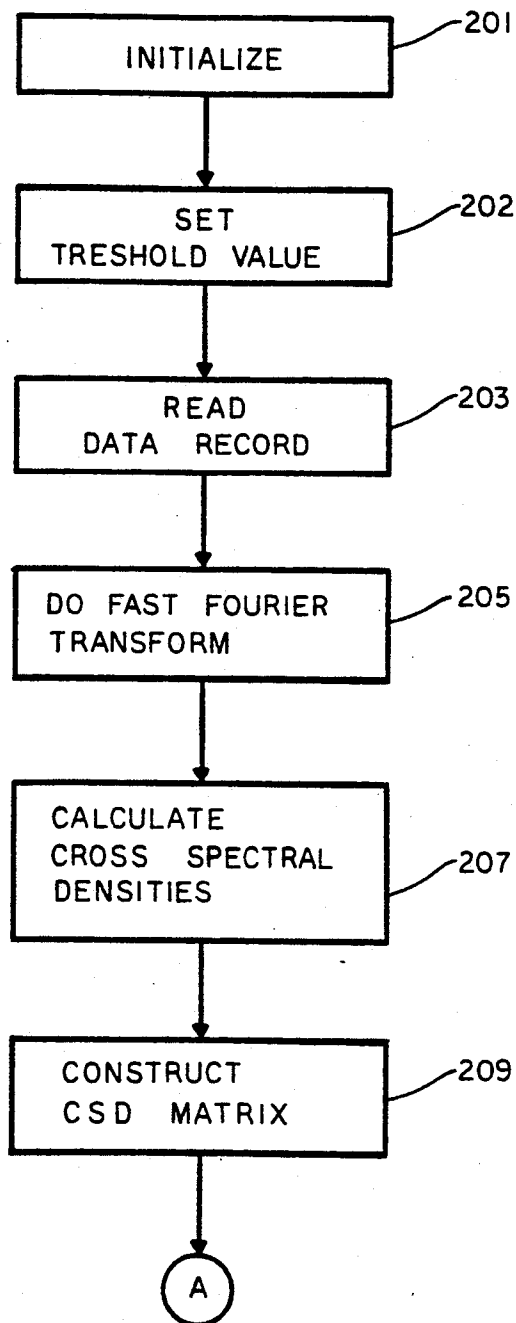 INITIALIZE
201
SET
TRESHOLD VALUE
202
READ
DATA RECORD
203
DO FAST FOURIER
TRANSFORM
205
CALCULATE
CROSS SPECTRAL
DENSITIES
207
CONSTRUCT
CSD MATRIX
209
A